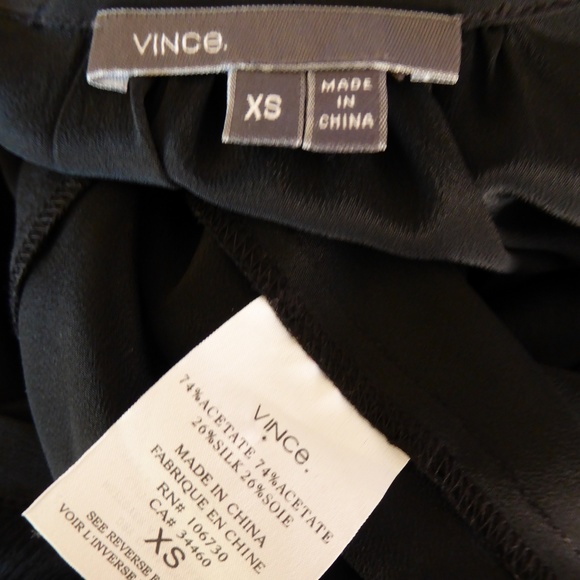 VINCE.
XS
MADE
IN
CHINA
VINCE.
74%ACETATE 74%ACETATE
26%SILK 26%SOIE
MADE IN CHINA
FABRIQUE EN CHINE
RN# 106730
CA# 34460
XS
SEE REVERSE
VOIR L'INVERSE